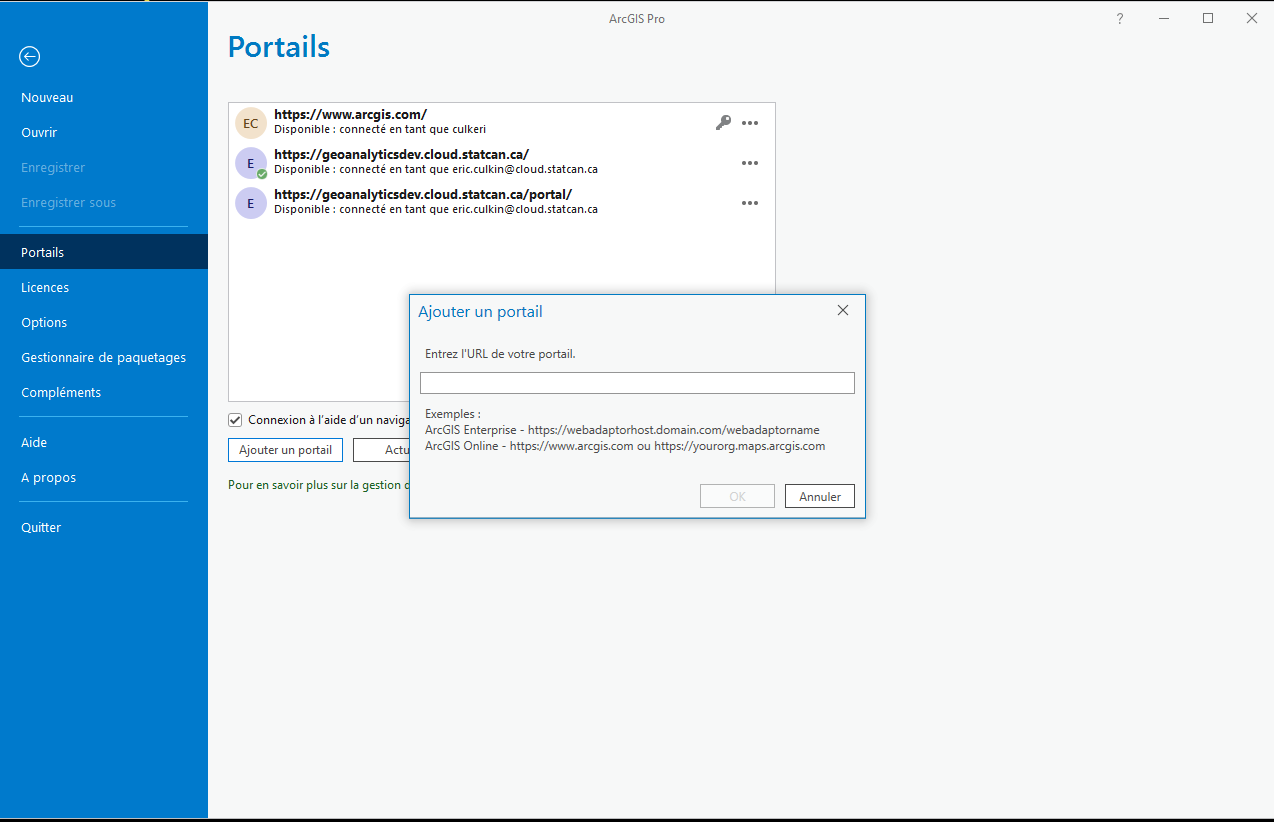 ArcGIS Pro
?
Portails
Nouveau
Ouvrir
Enregistrer
Enregistrer sous
Portails
Licences
Options
Gestionnaire de paquetages
Compléments
Aide
A propos
Quitter
EC
https://www.arcgis.com/
Disponible : connecté en tant que culkeri
E
https://geoanalyticsdev.cloud.statcan.ca/
Disponible : connecté en tant que eric.culkin@cloud.statcan.ca
E
https://geoanalyticsdev.cloud.statcan.ca/portal/
Disponible : connecté en tant que eric.culkin@cloud.statcan.ca
Connexion à l'aide d'un naviga
Ajouter un portail
Actu
Pour en savoir plus sur la gestion d
Ajouter un portail
Entrez l'URL de votre portail.
Exemples :
ArcGIS Enterprise - https://webadaptorhost.domain.com/webadaptorname
ArcGIS Online - https://www.arcgis.com ou https://yourorg.maps.arcgis.com
OK
Annuler